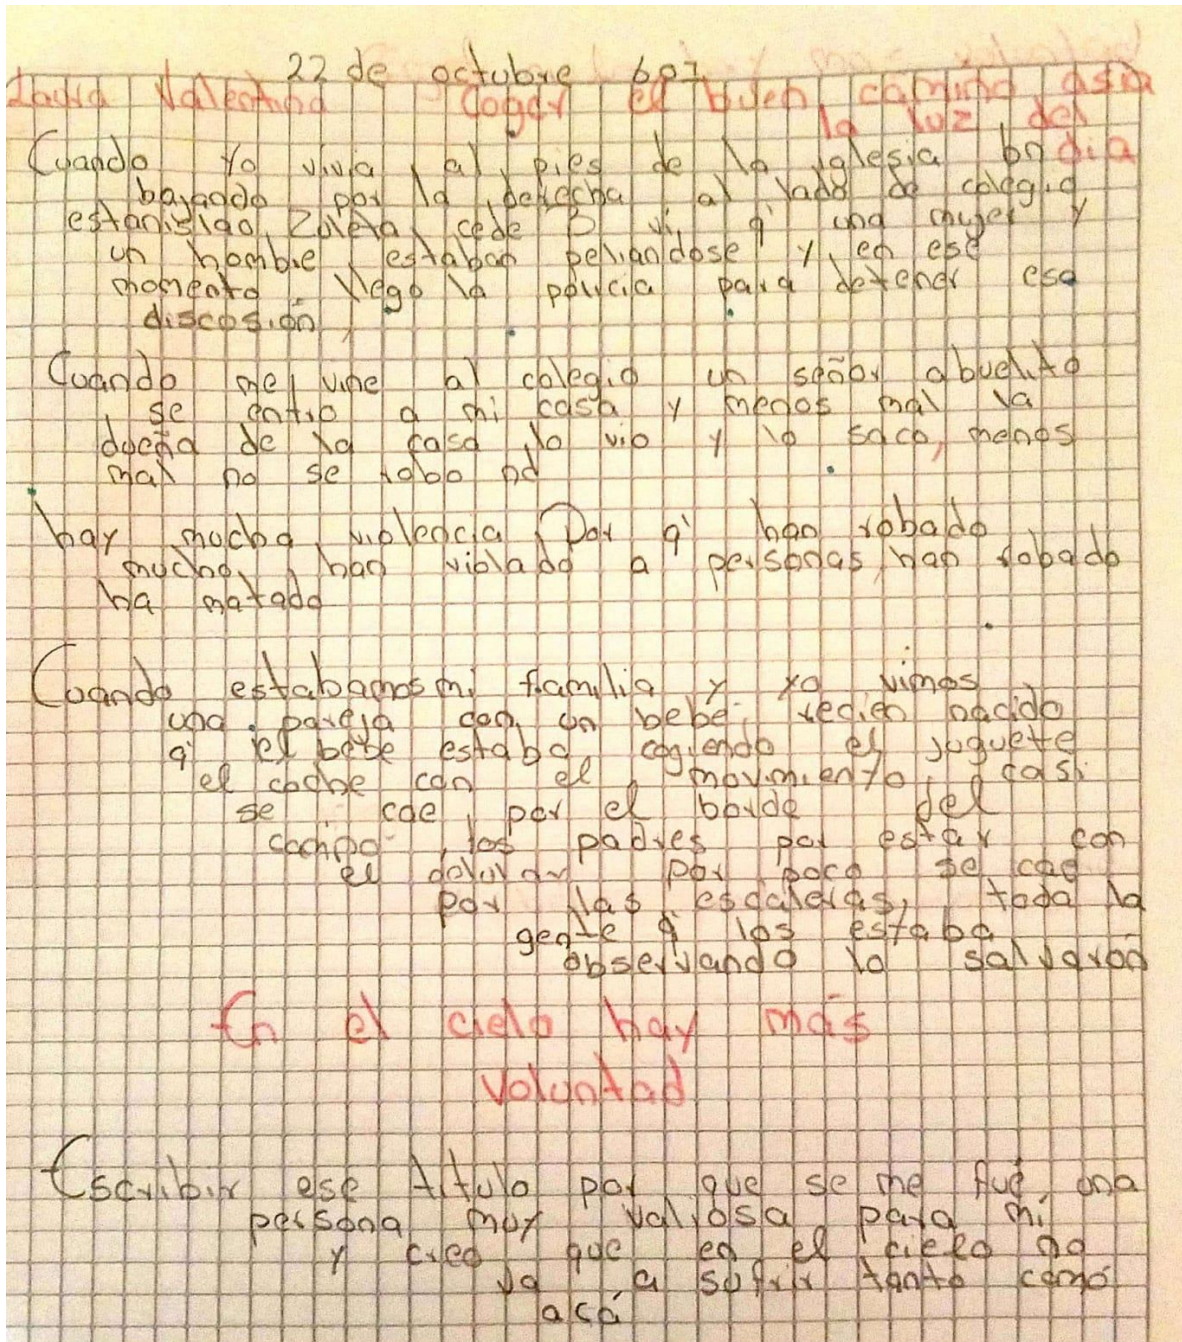 22 de octubre 607
Valentina Coger el buen camino asia
la luz del
Cuando Yo vivia al pies de la iglesia bn dia
bajando por la derecha al lado de colegio
estanislao Zuleta cede B vi q' una mujer y
un hombre estaban peliandose y en ese
momento llego la policia para detener esa
discosion,
Cuando me vine al colegio un señor abuelito
se entro a mi casa y menos mal la
dueña de la casa lo vio y lo saco, menos
mal no se robo nd
hay mucha violencia Por q' han robado
mucho, han violado a personas, han robado
ha matado
Cuando estabamos mi familia y yo vimos
una pareja con un bebe recien nacido
q' el bebe estaba cogiendo el juguete
el coche con el movimiento, casi
se cae por el borde del
, los padres por estar con
el por poco se cae
por las escaleras, toda la
gente q los estaba
observando lo salvaron
En el cielo hay más
voluntad
Escribir ese titulo por que se me fué una
persona muy valiosa para mi
y creo que en el cielo no
va a sofrir tanto como
acá